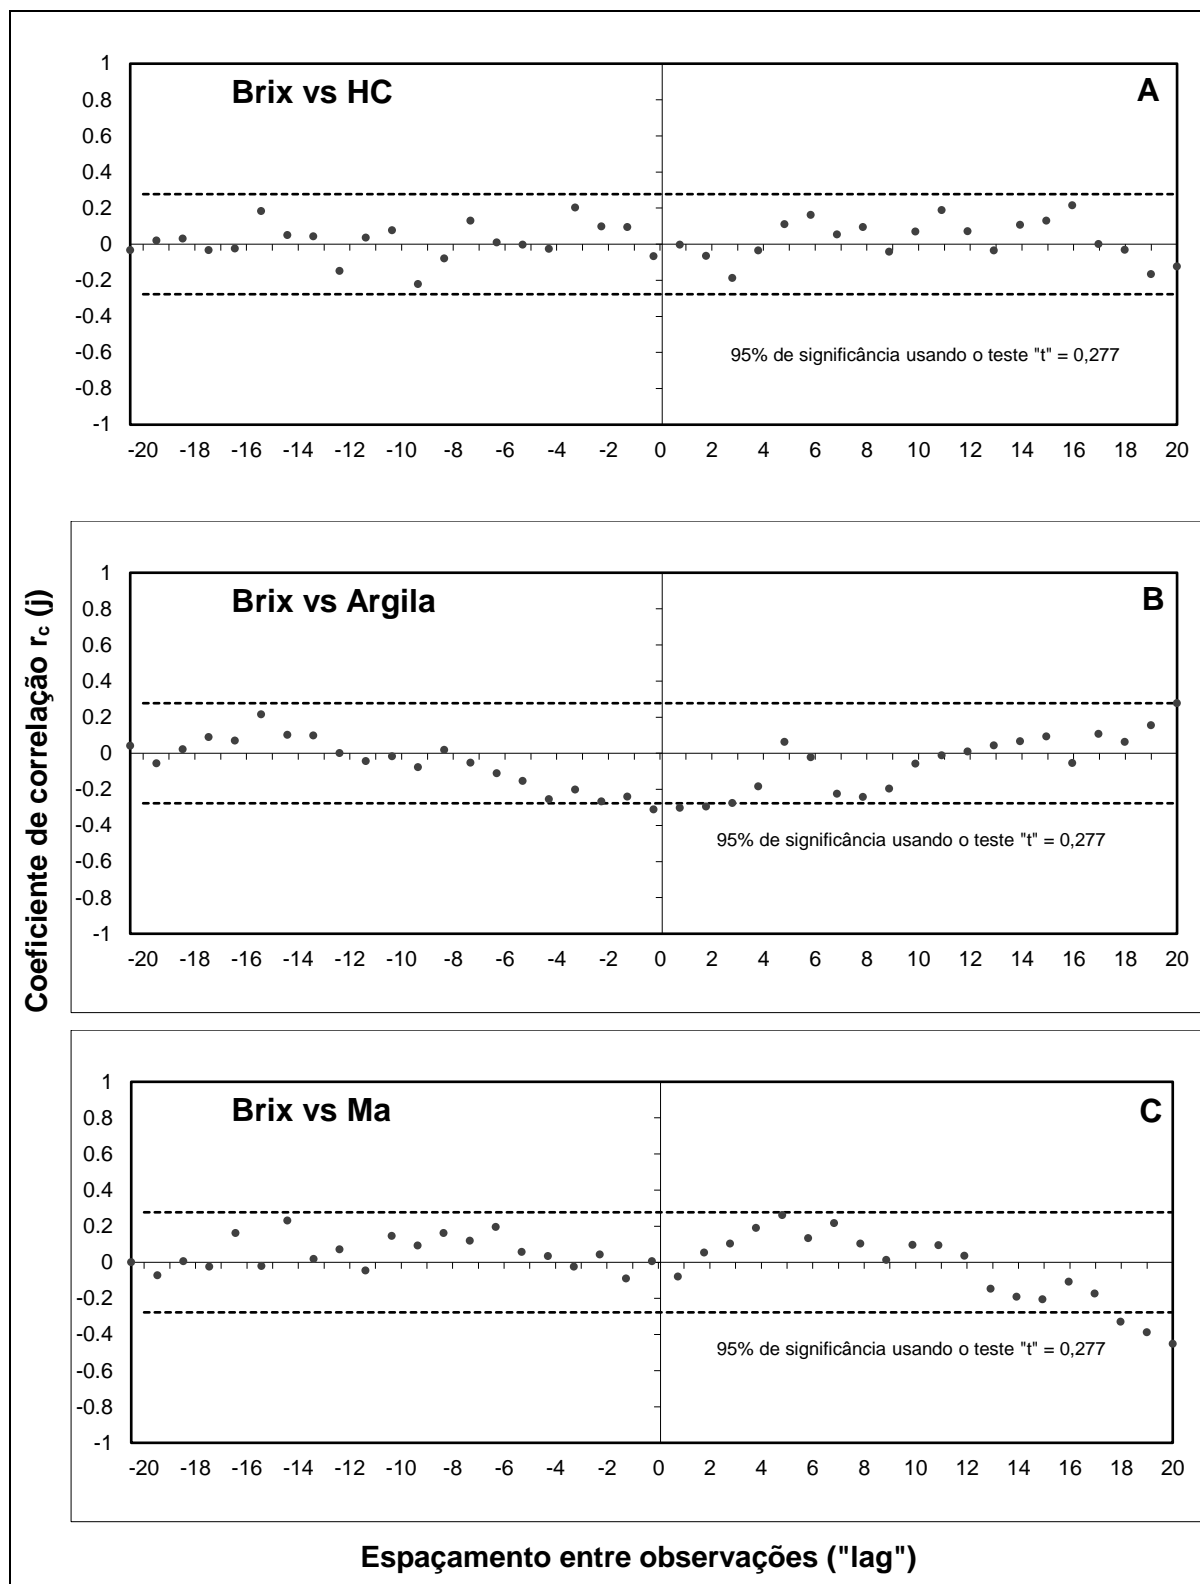 Brix vs HC
A
1
0.8
0.6
0.4
0.2
0
-0.2
-0.4
-0.6
-0.8
-1
95% de significância usando o teste "t" = 0,277
-20 -18 -16 -14 -12 -10 -8 -6 -4 -2 0 2 4 6 8 10 12 14 16 18 20
Coeficiente de correlação rc (j)
Brix vs Argila
B
1
0.8
0.6
0.4
0.2
0
-0.2
-0.4
-0.6
-0.8
-1
95% de significância usando o teste "t" = 0,277
-20 -18 -16 -14 -12 -10 -8 -6 -4 -2 0 2 4 6 8 10 12 14 16 18 20
Brix vs Ma
C
1
0.8
0.6
0.4
0.2
0
-0.2
-0.4
-0.6
-0.8
-1
95% de significância usando o teste "t" = 0,277
-20 -18 -16 -14 -12 -10 -8 -6 -4 -2 0 2 4 6 8 10 12 14 16 18 20
Espaçamento entre observações ("lag")